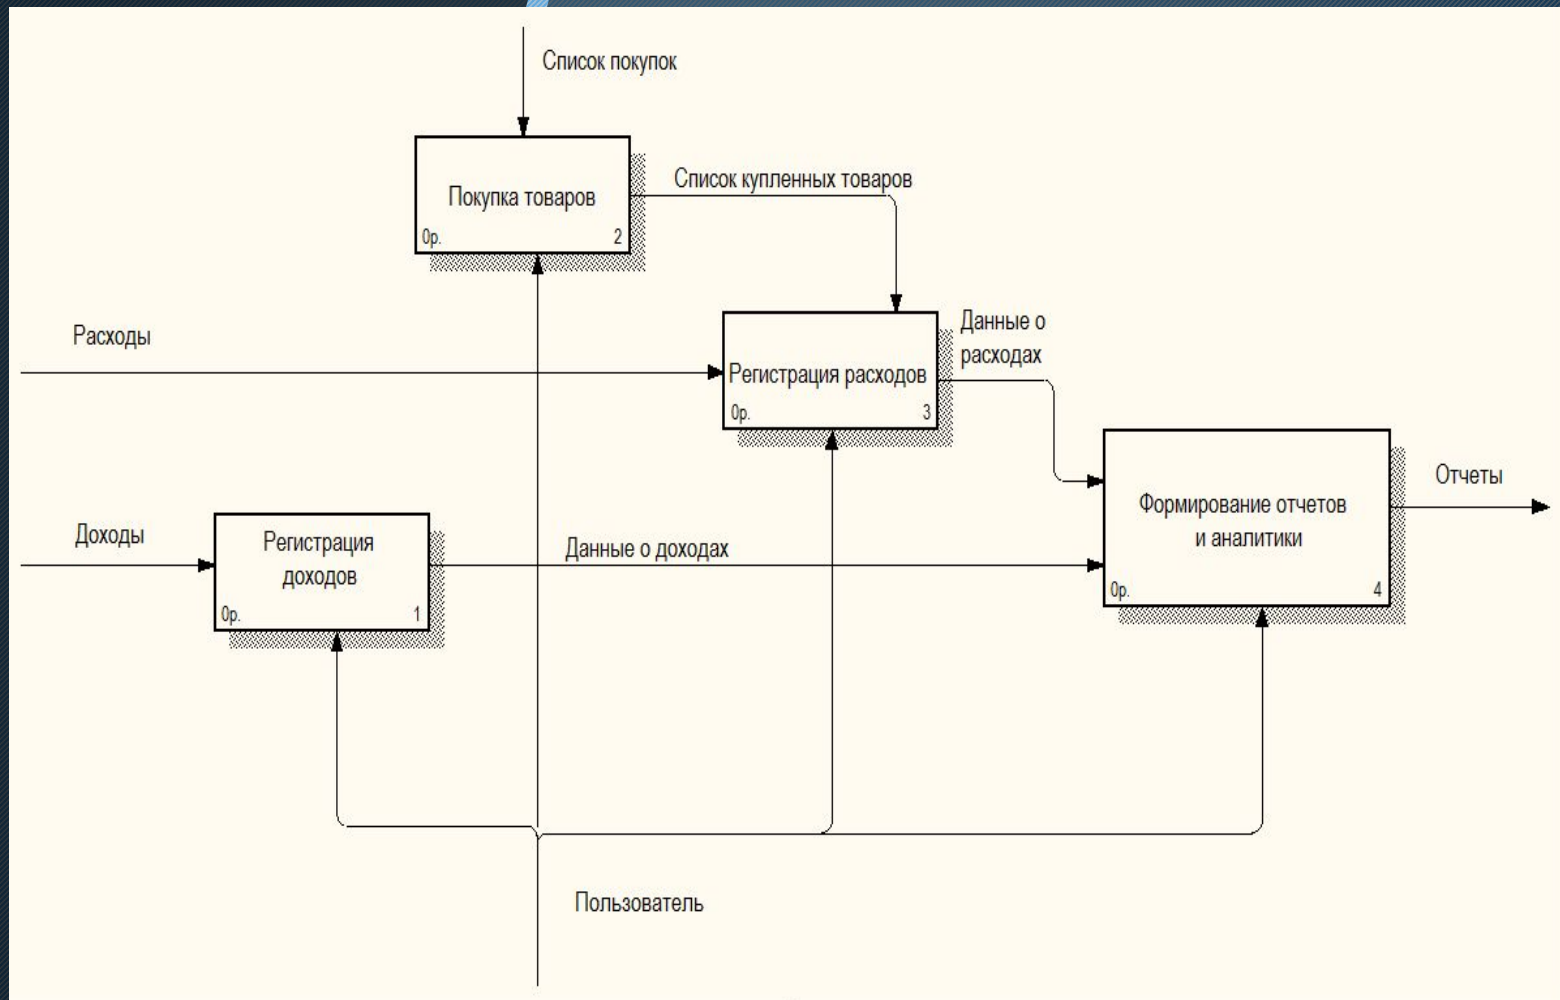 Список покупок
Покупка товаров
0р.
2
Список купленных товаров
Расходы
Регистрация расходов
0р.
3
Данные о
расходах
Доходы
Регистрация
доходов
0р.
1
Данные о доходах
Формирование отчетов
и аналитики
0р.
4
Отчеты
Пользователь